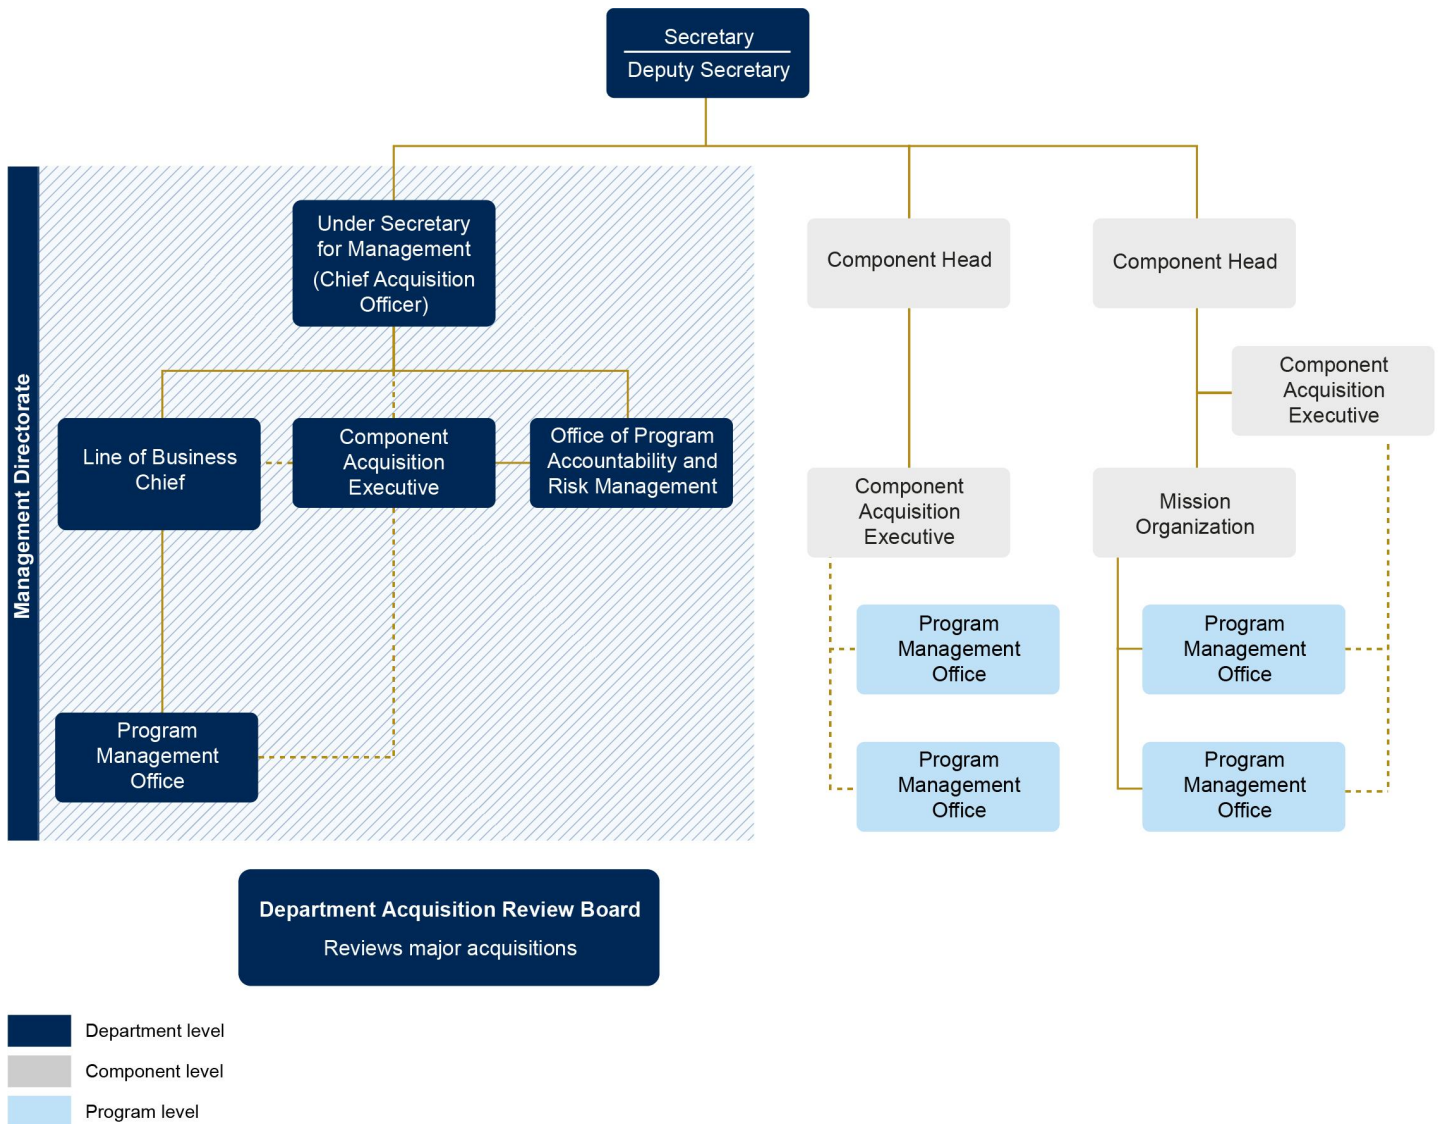 Secretary
Deputy Secretary
Management Directorate
Under Secretary
for Management
(Chief Acquisition
Officer)
Line of Business
Chief
Component
Acquisition
Executive
Office of Program
Accountability and
Risk Management
Program
Management
Office
Component Head
Component
Acquisition
Executive
Program
Management
Office
Program
Management
Office
Component Head
Component
Acquisition
Executive
Mission
Organization
Program
Management
Office
Program
Management
Office
Department Acquisition Review Board
Reviews major acquisitions
Department level
Component level
Program level